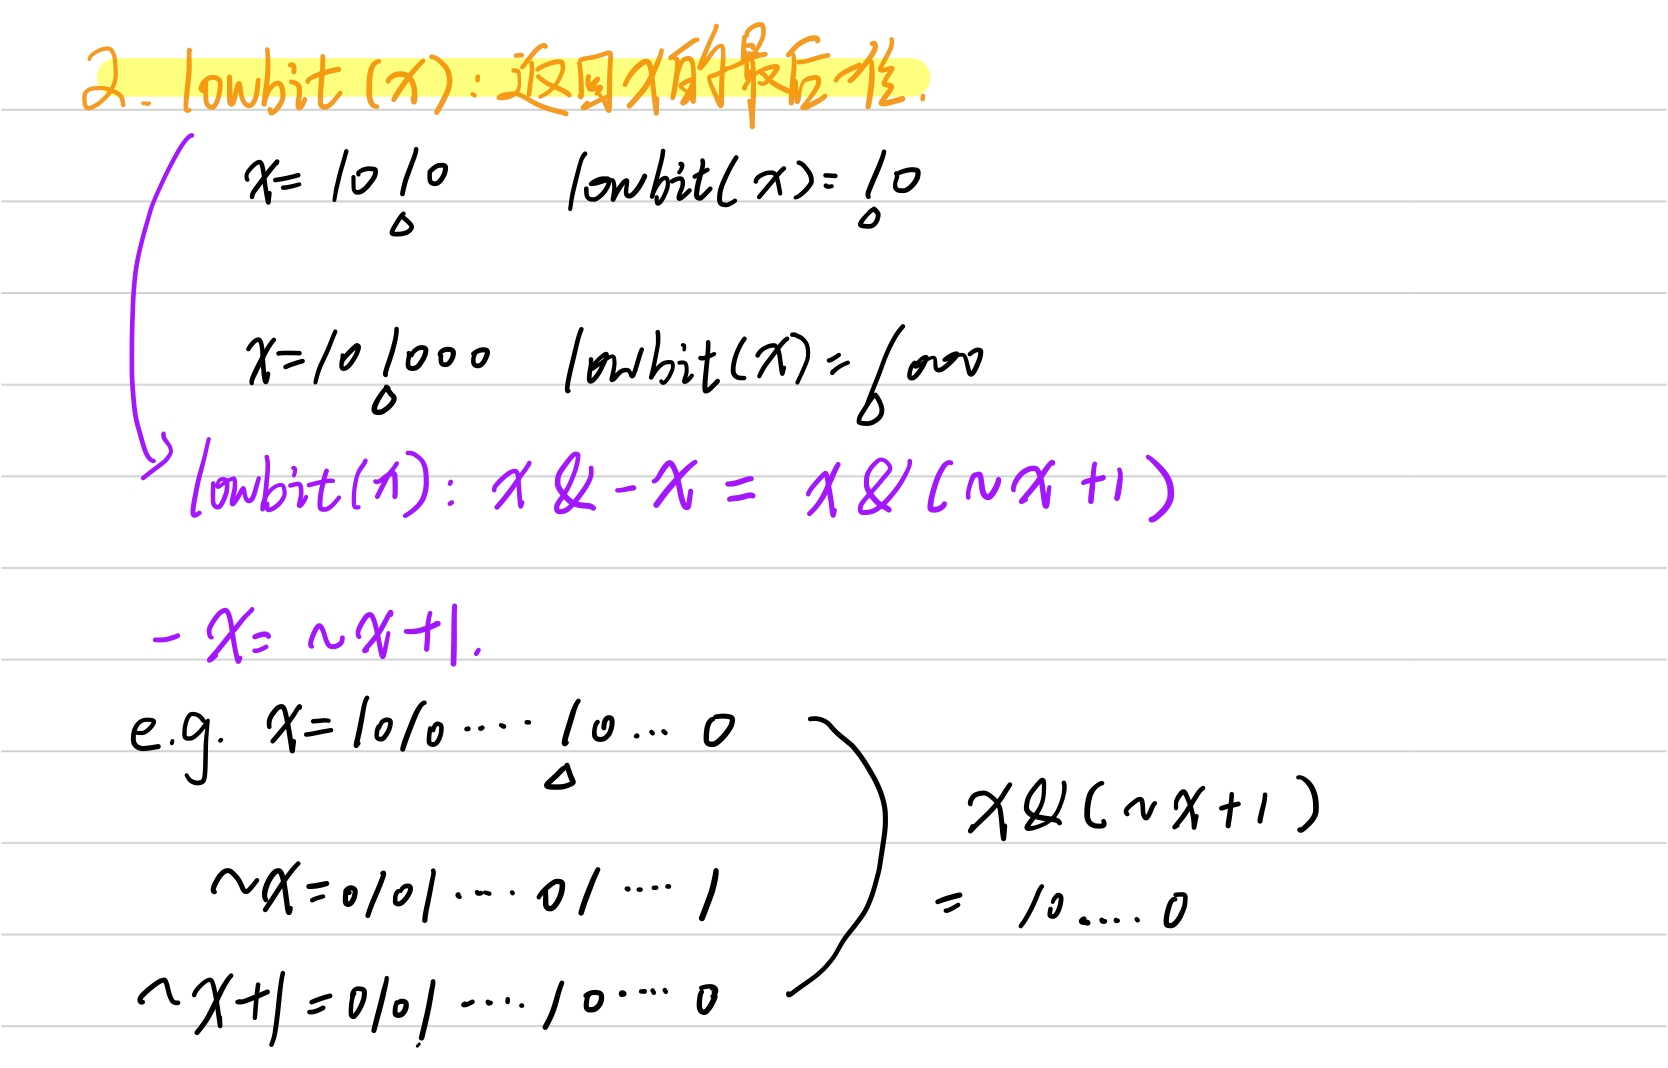 2. lowbit(x): 返回x的最后一位.
x= 1010 lowbit(x)= 10
x=101000 lowbit(x)= 1000
lowbit(x): x & -x = x & (~x+1)
-x= ~x+1.
e.g. x=1010.....10...0
~x=0101.....01....1
x&(~x+1)
= 10....0
~x+1=0101.....10....0